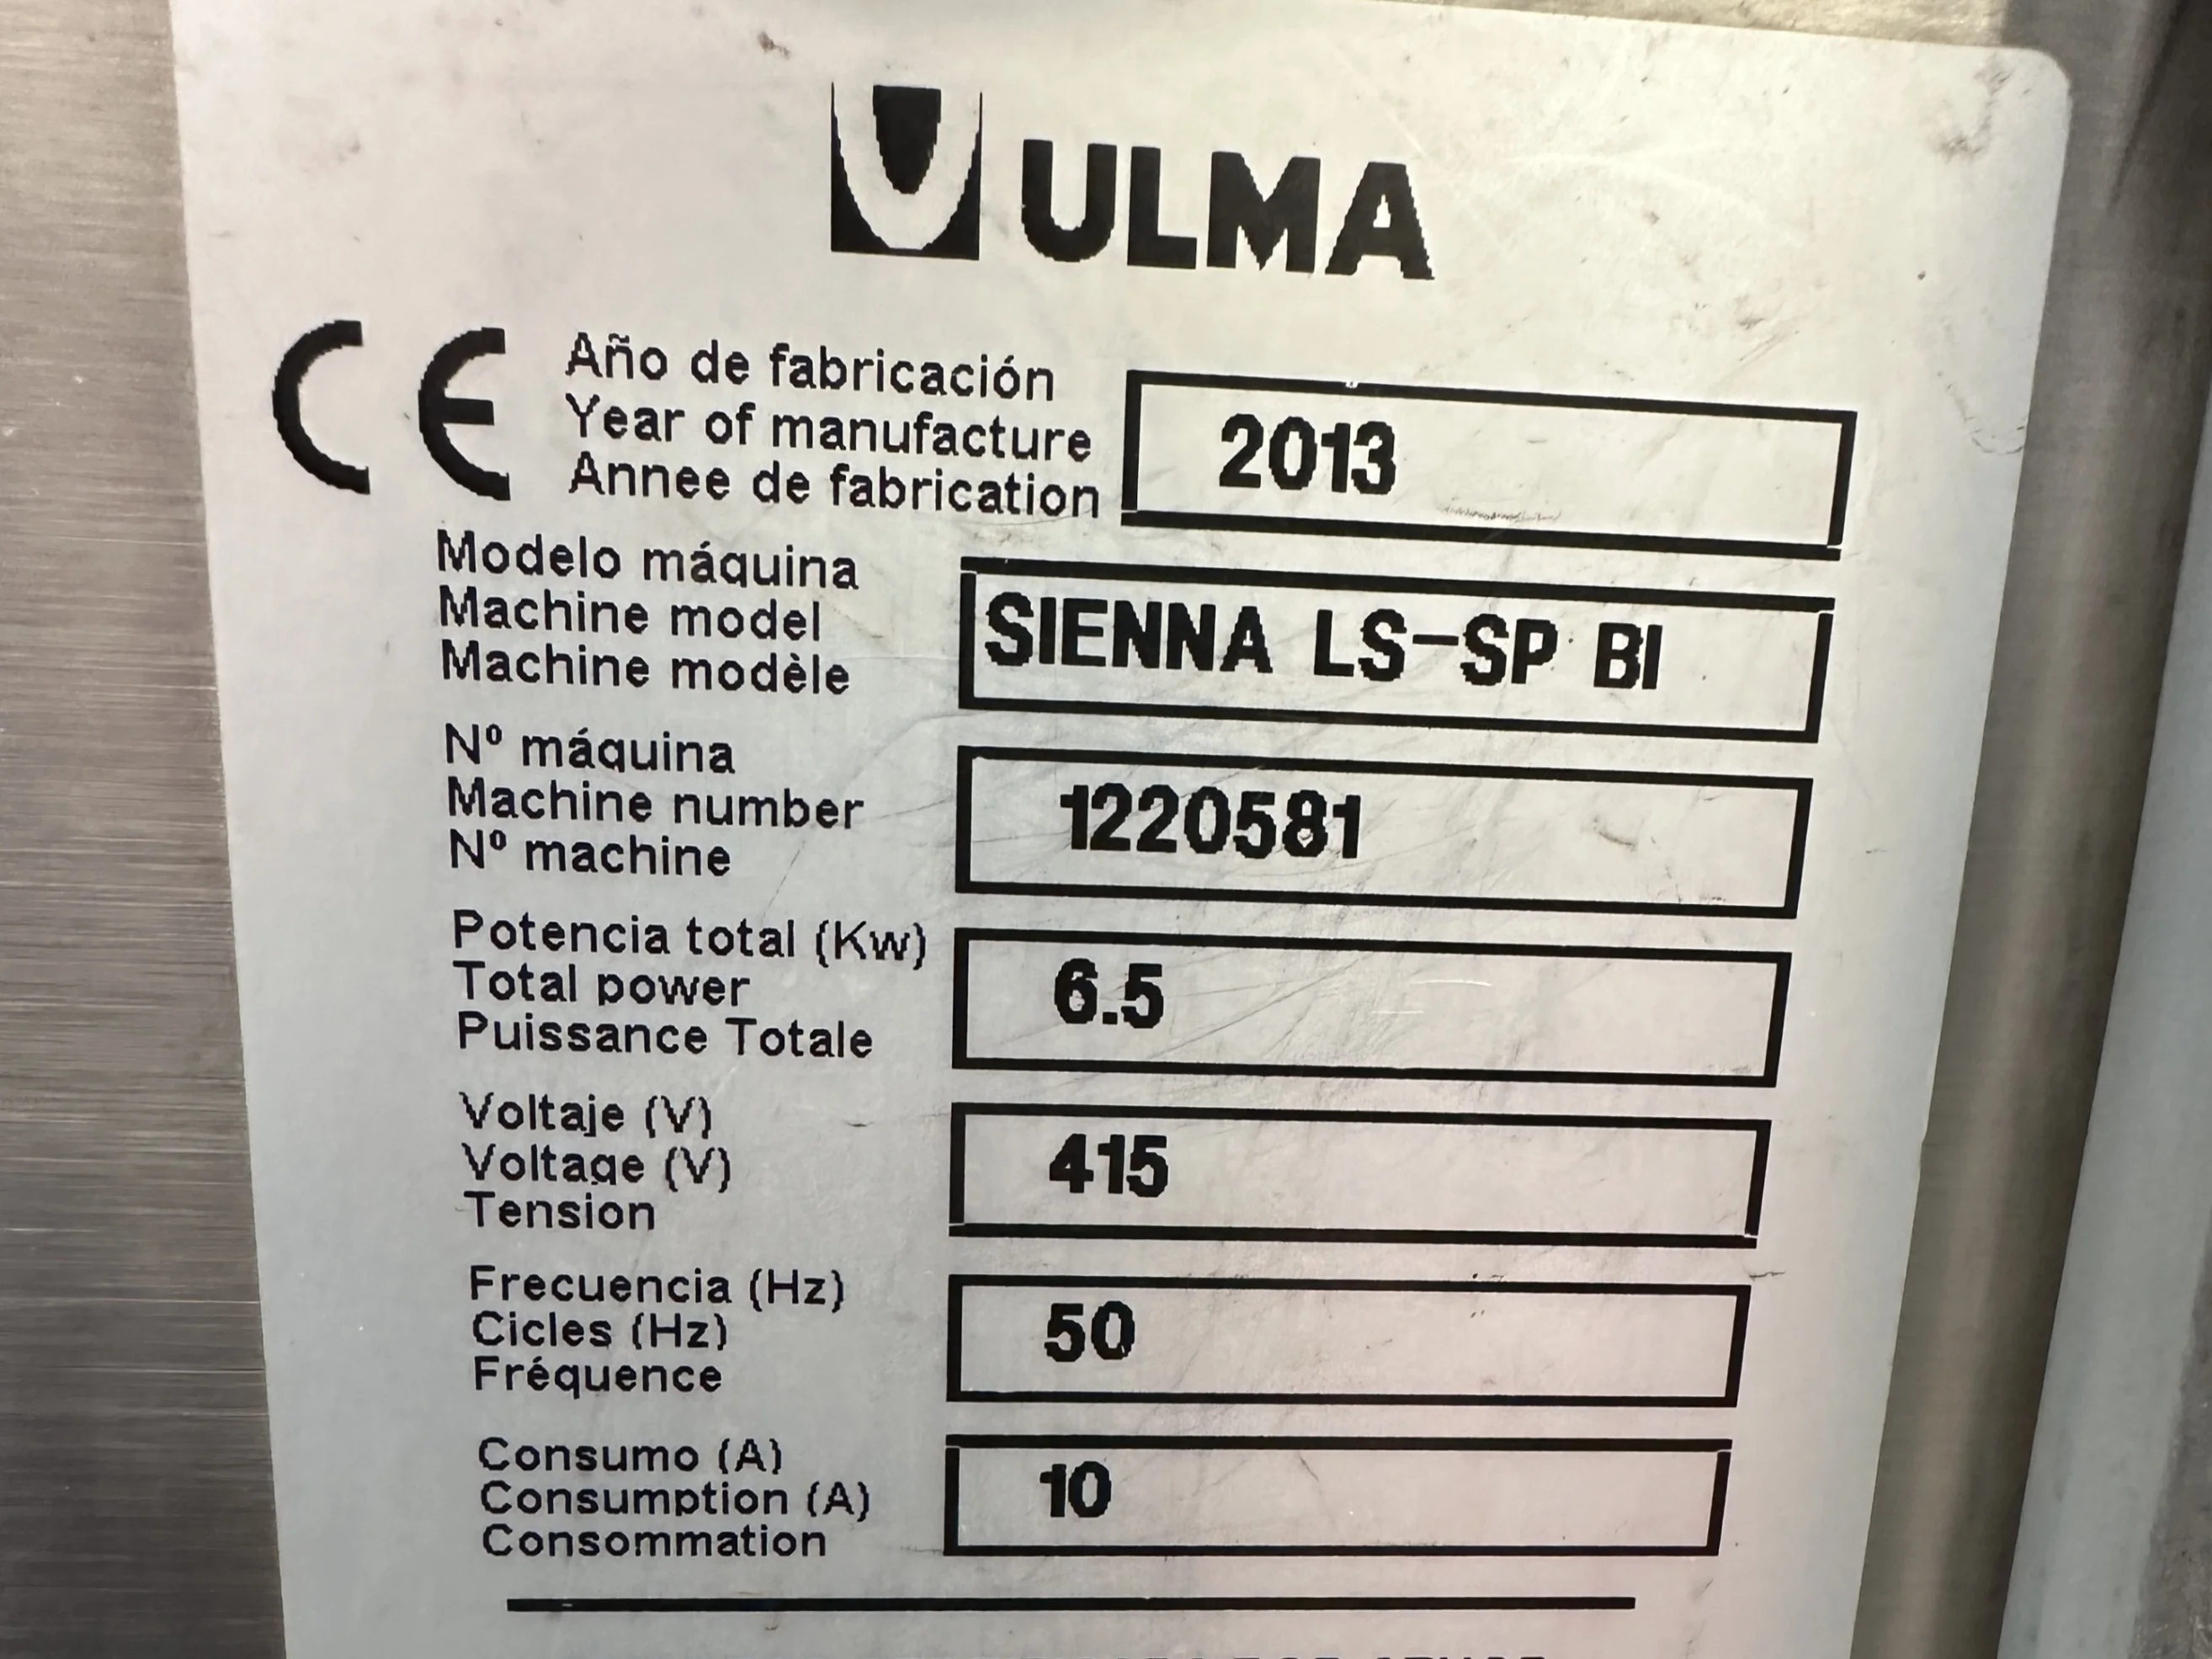 ULMA
CE
Año de fabricación
Year of manufacture
Annee de fabrication
2013
Modelo máquina
Machine model
Machine modèle
SIENNA LS-SP BI
Nº máquina
Machine number
Nº machine
1220581
Potencia total (Kw)
Total power
Puissance Totale
6.5
Voltaje (V)
Voltage (V)
Tension
415
Frecuencia (Hz)
Cicles (Hz)
Fréquence
50
Consumo (A)
Consumption (A)
Consommation
10